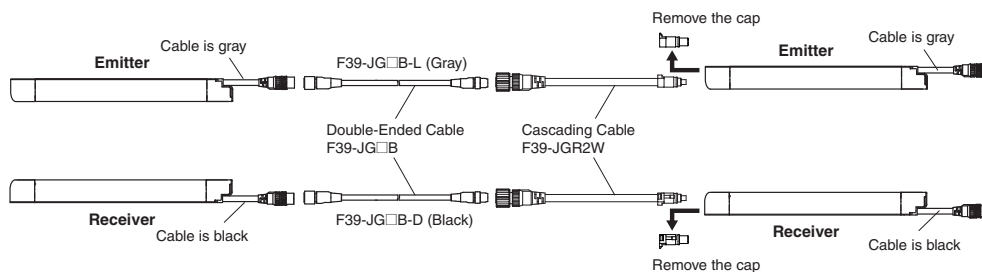 Remove the cap
Cable is gray
Emitter
F39-JG□B-L (Gray)
Emitter
Cable is gray
Double-Ended Cable
F39-JG□B
Cascading Cable
F39-JGR2W
Receiver
Cable is black
F39-JG□B-D (Black)
Receiver
Cable is black
Remove the cap